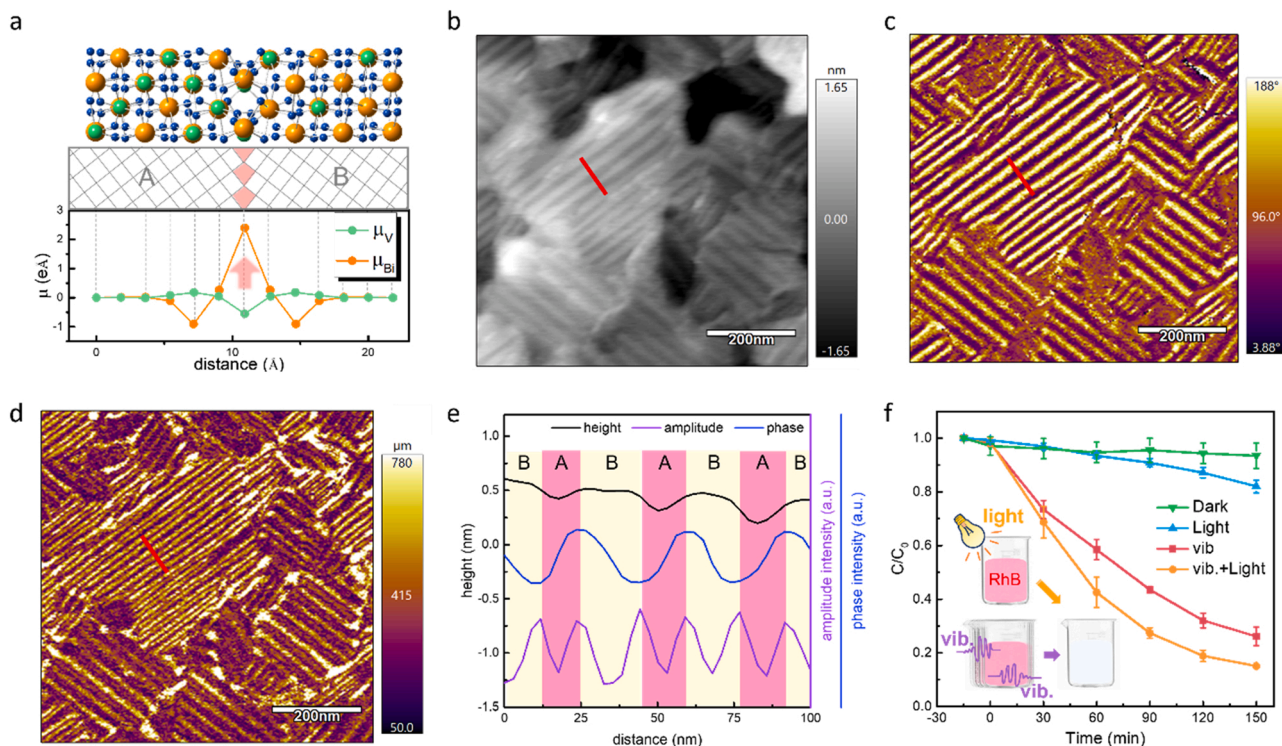 a
A
B
3
2
1
0
-1
μ (eÅ)
μV
μBi
0
10
20
distance (Å)
b
nm
1.65
0.00
-1.65
200nm
c
188°
96.0°
3.88°
200nm
d
µm
780
415
50.0
200nm
e
height
amplitude
phase
B
A
B
A
B
A
B
1.0
0.5
0.0
-0.5
-1.0
-1.5
height (nm)
0
25
50
75
100
distance (nm)
amplitude intensity (a.u.)
phase intensity (a.u.)
f
1.0
0.8
0.6
0.4
0.2
0.0
C/C0
Dark
Light
vib
vib.+Light
light
RhB
vib.
vib.
-30
0
30
60
90
120
150
Time (min)